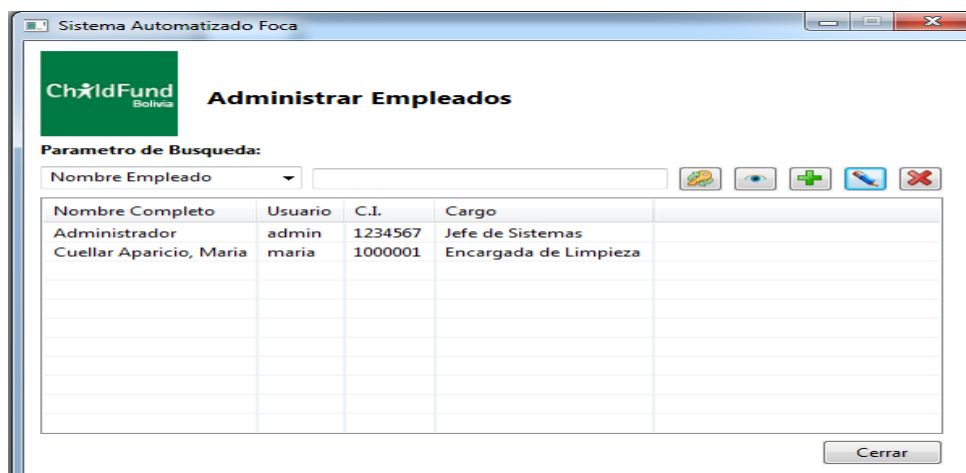 Sistema Automatizado Foca
ChildFund
Bolivia
Administrar Empleados
Parametro de Busqueda:
Nombre Empleado
Nombre Completo Usuario C.I. Cargo
Administrador admin 1234567 Jefe de Sistemas
Cuellar Aparicio, Maria maria 1000001 Encargada de Limpieza
Cerrar